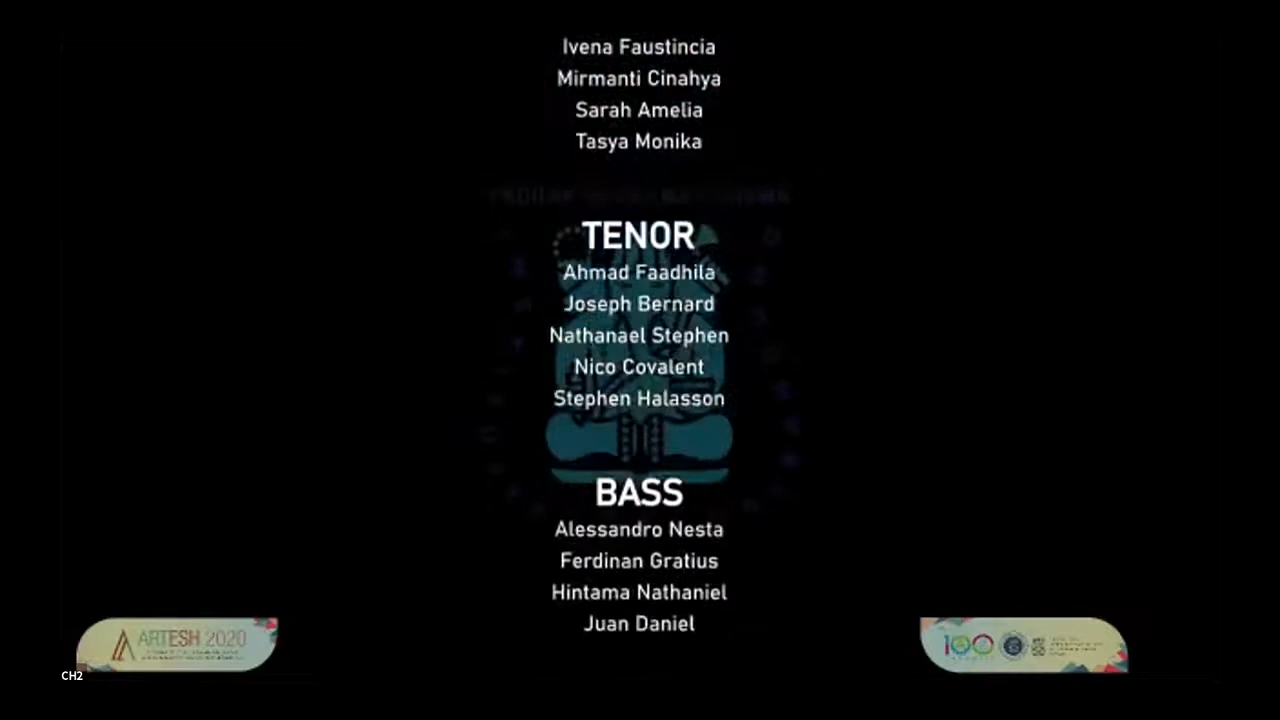 Ivena Faustincia
Mirmanti Cinahya
Sarah Amelia
Tasya Monika
TENOR
Ahmad Faadhila
Joseph Bernard
Nathanael Stephen
Nico Covalent
Stephen Halasson
BASS
Alessandro Nesta
Ferdinan Gratius
Hintama Nathaniel
Juan Daniel
ARTESH 2020
100
CH2